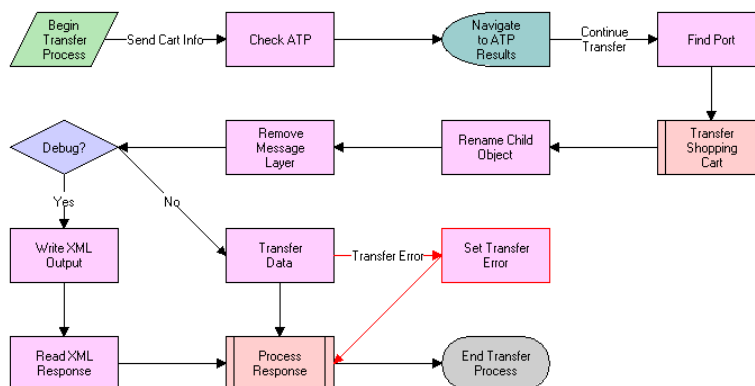 Begin
Transfer
Process
Send Cart Info
Check ATP
Navigate
to ATP
Results
Continue
Transfer
Find Port
Debug?
Remove
Message
Layer
Rename Child
Object
Transfer
Shopping
Cart
Yes
No
Write XML
Output
Transfer
Data
Transfer Error
Set Transfer
Error
Read XML
Response
Process
Response
End Transfer
Process